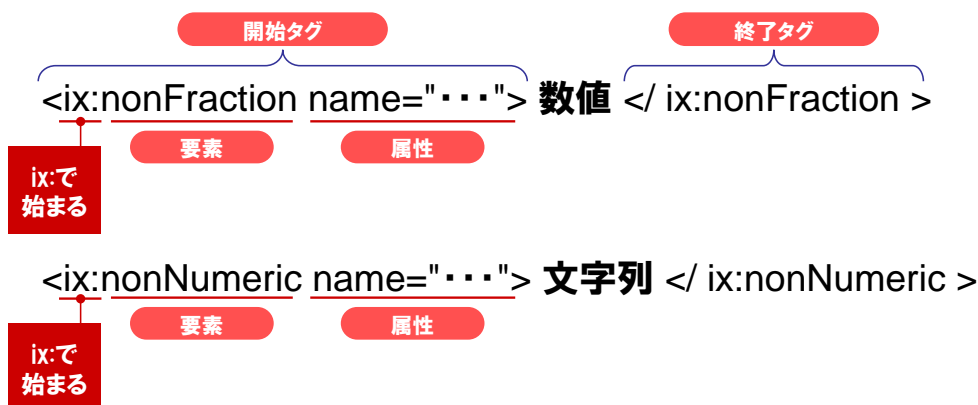 開始タグ 終了タグ
<ix:nonFraction name="･･･"> 数値 </ ix:nonFraction >
要素 属性
ix:で
始まる
<ix:nonNumeric name="･･･"> 文字列 </ ix:nonNumeric >
要素 属性
ix:で
始まる